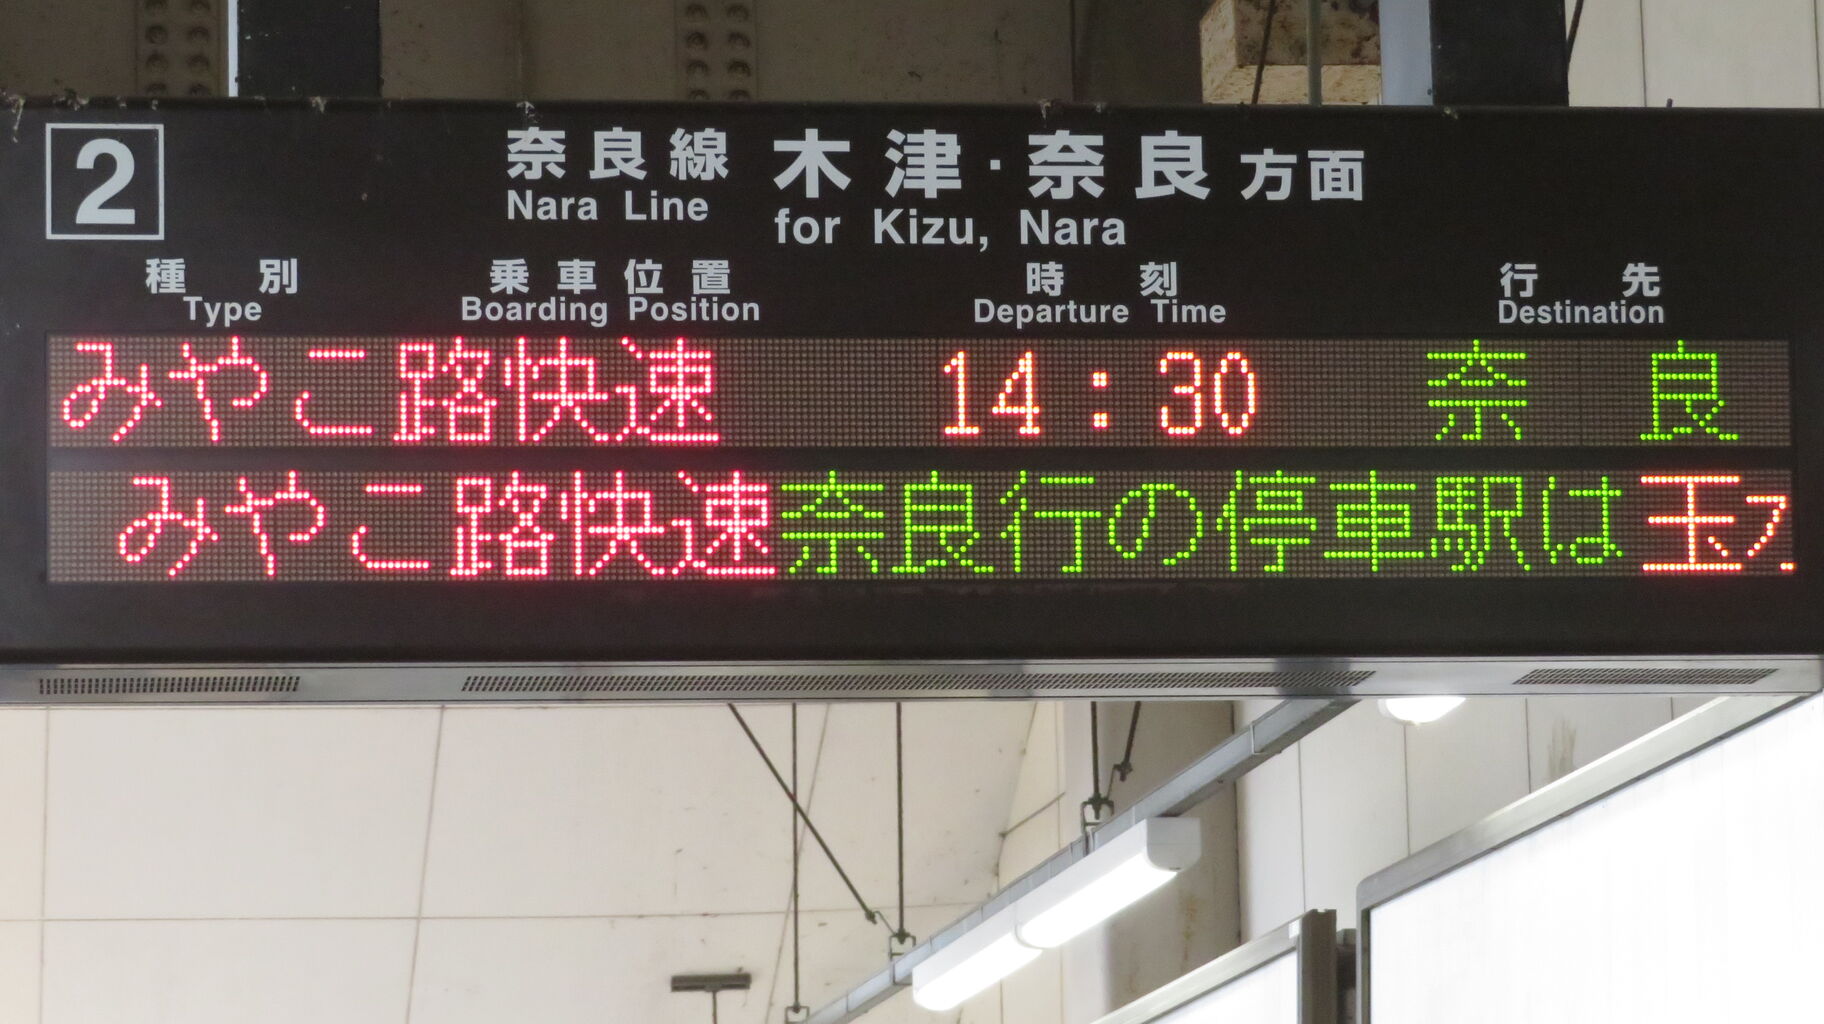 2
奈良線 木津・奈良方面
Nara Line for Kizu, Nara
種別 乗車位置 時刻 行先
Type Boarding Position Departure Time Destination
みやこ路快速 14:30 奈良
みやこ路快速奈良行の停車駅は玉